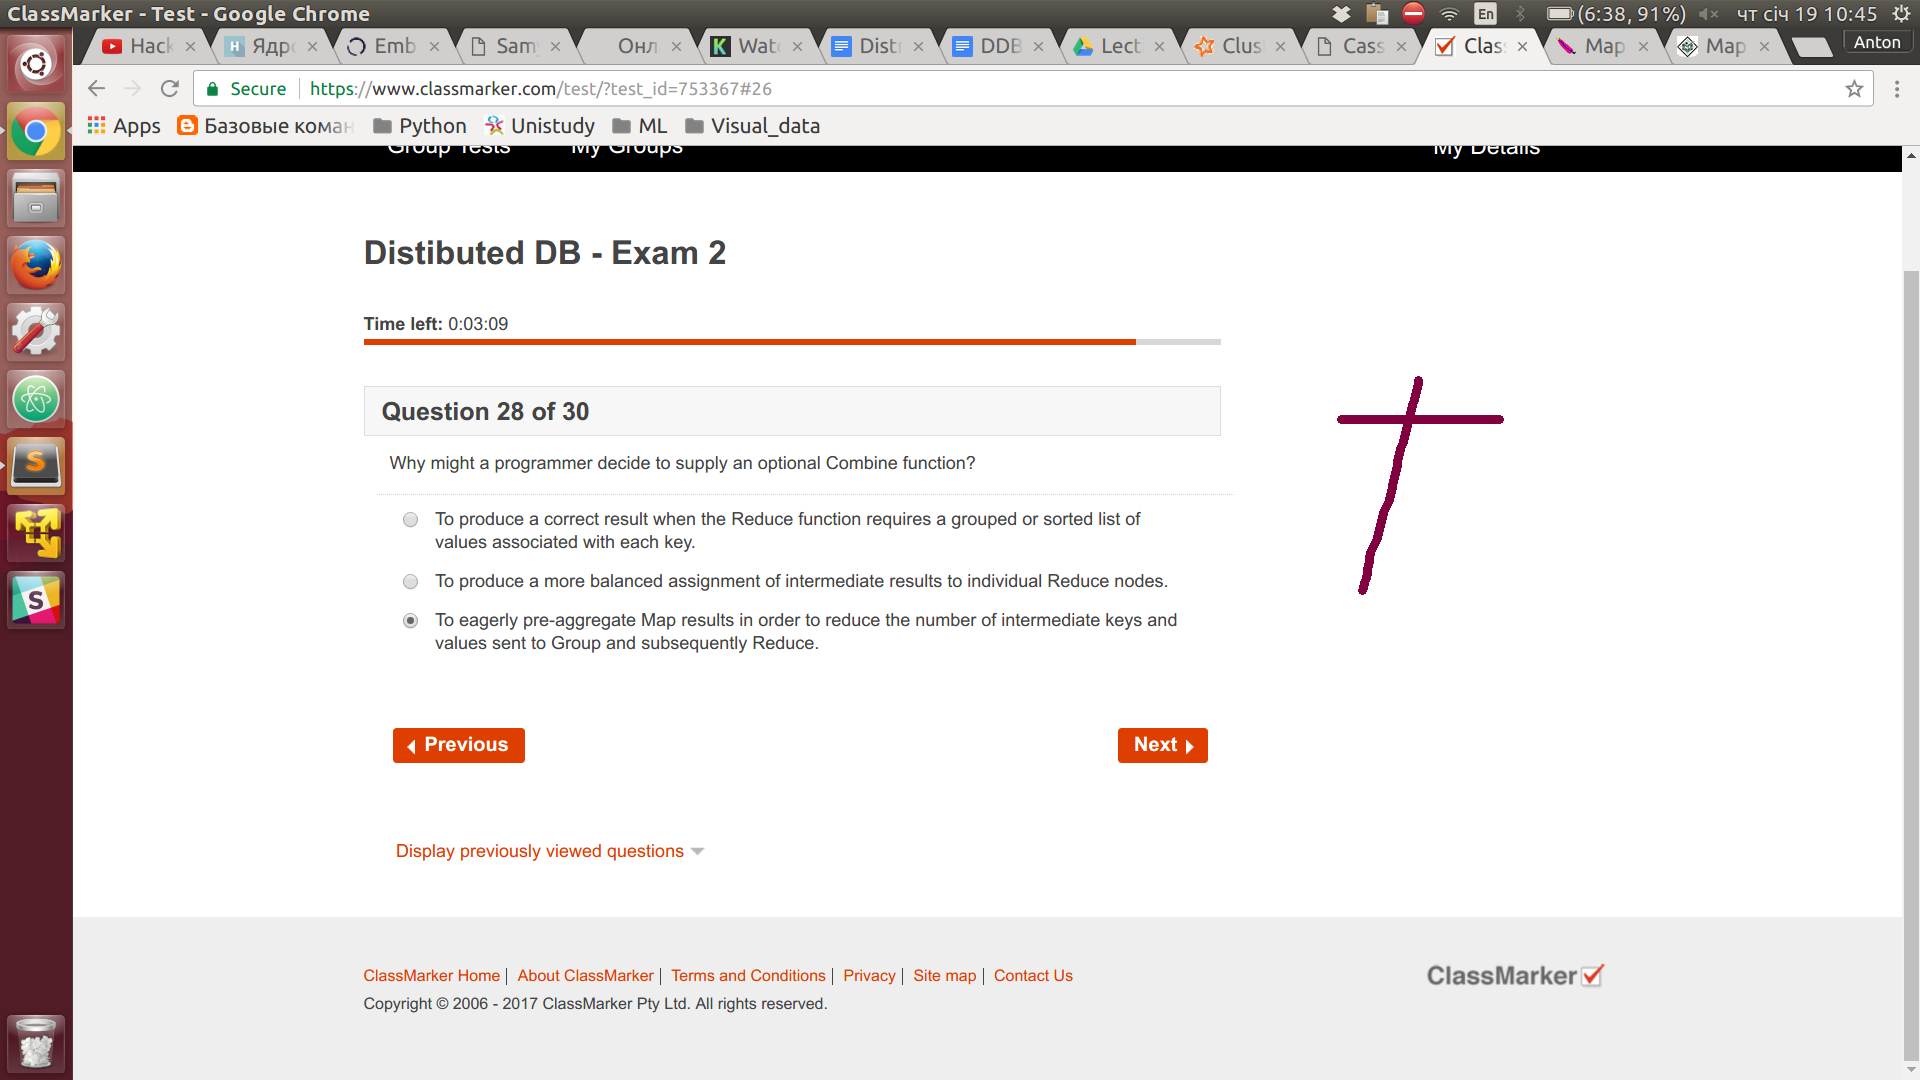 ClassMarker - Test - Google Chrome
En (6:38, 91%) чт січ 19 10:45
Hack Ядро Emb Sam Онл Wat Dist DDB Lect Clus Cass Class Map Map Anton
Secure https://www.classmarker.com/test/?test_id=753367#26
Apps Базовые коман Python Unistudy ML Visual_data
Group Tests My Groups My Details
Distibuted DB - Exam 2
Time left: 0:03:09
Question 28 of 30
Why might a programmer decide to supply an optional Combine function?
To produce a correct result when the Reduce function requires a grouped or sorted list of
values associated with each key.
To produce a more balanced assignment of intermediate results to individual Reduce nodes.
To eagerly pre-aggregate Map results in order to reduce the number of intermediate keys and
values sent to Group and subsequently Reduce.
Previous Next
Display previously viewed questions
ClassMarker Home | About ClassMarker | Terms and Conditions | Privacy | Site map | Contact Us
Copyright © 2006 - 2017 ClassMarker Pty Ltd. All rights reserved.
ClassMarker